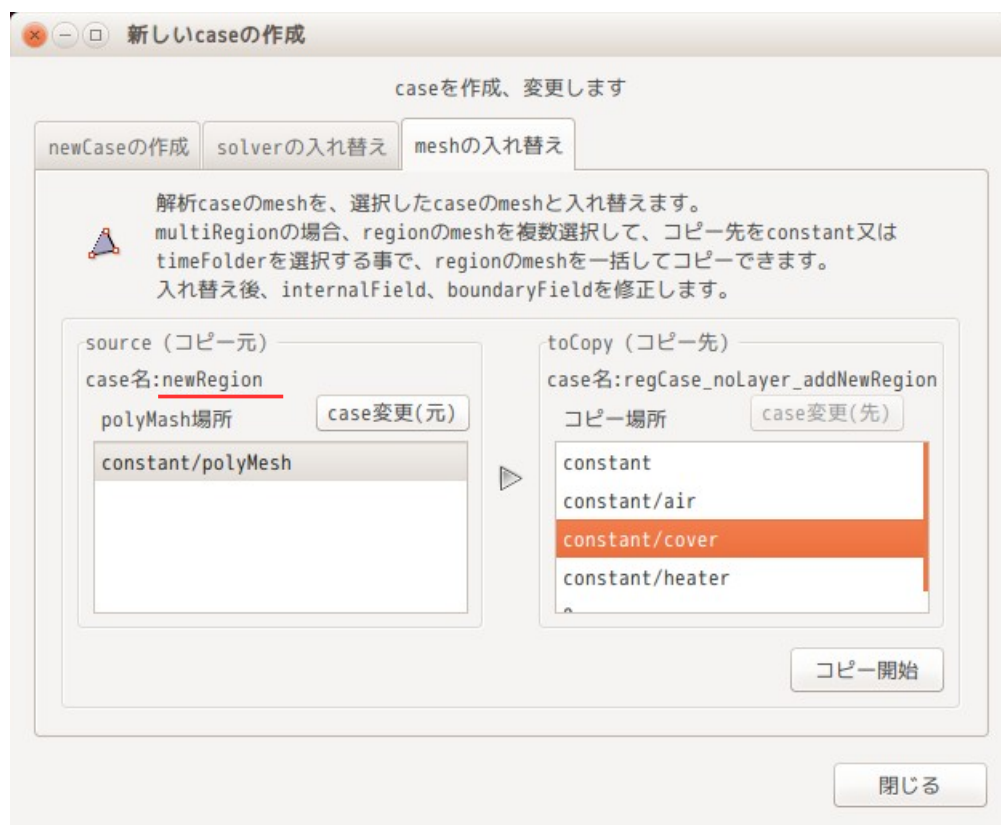 新しいcaseの作成
caseを作成、変更します
newCaseの作成 solverの入れ替え meshの入れ替え
解析caseのmeshを、選択したcaseのmeshと入れ替えます。
multiRegionの場合、regionのmeshを複数選択して、コピー先をconstant又は
timeFolderを選択する事で、regionのmeshを一括してコピーできます。
入れ替え後、internalField、boundaryFieldを修正します。
source（コピー元）
case名:newRegion
polyMash場所 case変更(元)
constant/polyMesh
toCopy（コピー先）
case名:regCase_noLayer_addNewRegion
コピー場所 case変更(先)
constant
constant/air
constant/cover
constant/heater
コピー開始
閉じる